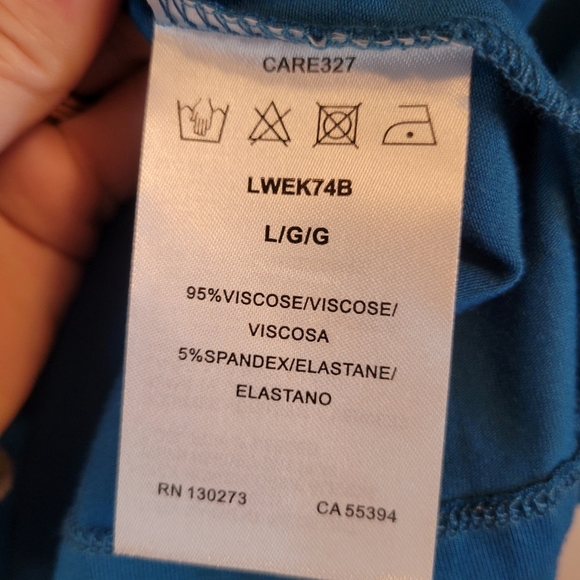 CARE327
LWEK74B
L/G/G
95%VISCOSE/VISCOSE/
VISCOSA
5%SPANDEX/ELASTANE/
ELASTANO
RN 130273
CA 55394